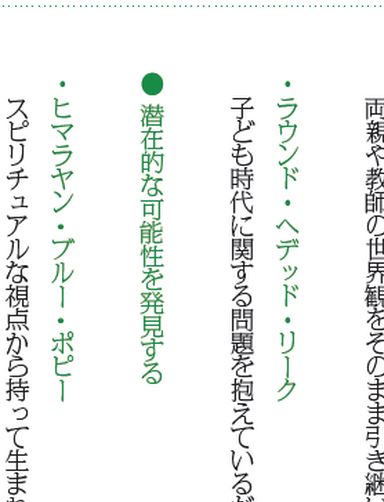 両親や教師の世界観をそのまま引き継
・ラウンド・ヘデッド・リーク
子ども時代に関する問題を抱えている
●潜在的な可能性を発見する
・ヒマラヤン・ブルー・ポピー
スピリチュアルな視点から持って生ま